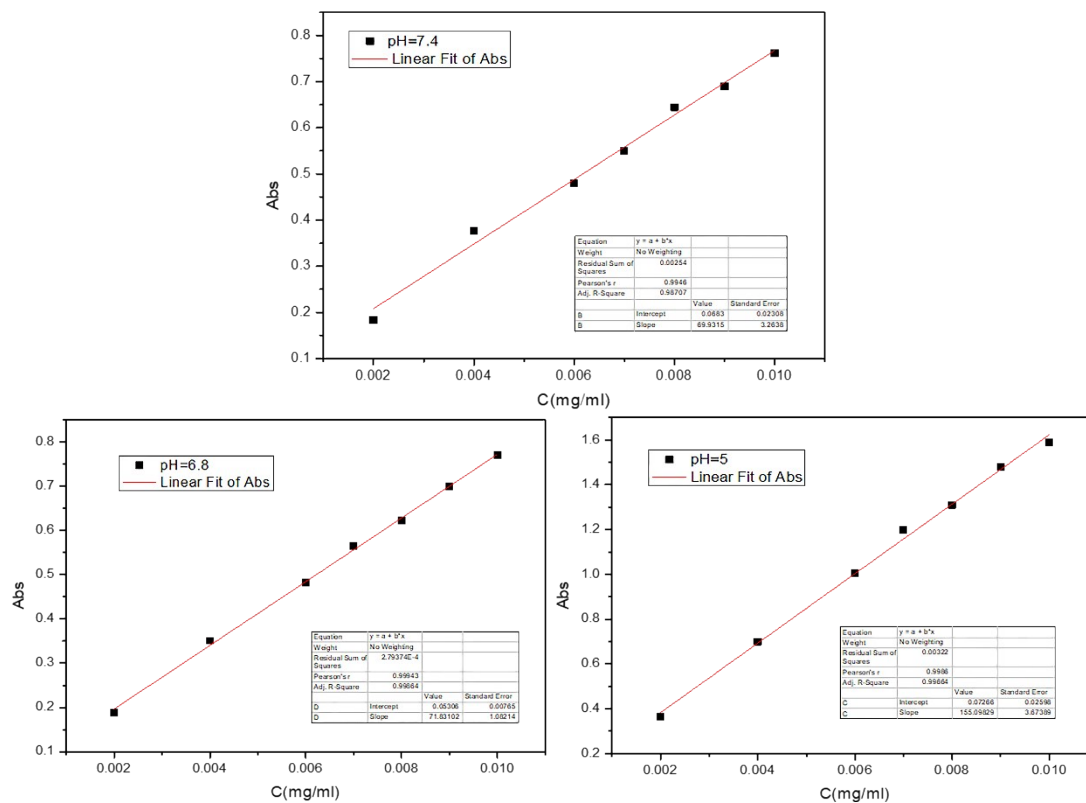 pH=7.4
Linear Fit of Abs
0.8
0.7
0.6
0.5
0.4
0.3
0.2
0.1
Abs
Equation y = a + b*x
Weight No Weighting
Residual Sum of Squares 0.00254
Pearson's r 0.9946
Adj. R-Square 0.98707
Value Standard Error
B Intercept 0.0683 0.02308
B Slope 69.9315 3.2638
0.002 0.004 0.006 0.008 0.010
C(mg/ml)
pH=6.8
Linear Fit of Abs
0.8
0.7
0.6
0.5
0.4
0.3
0.2
0.1
Abs
Equation y = a + b*x
Weight No Weighting
Residual Sum of Squares 2.79374E-4
Pearson's r 0.99943
Adj. R-Square 0.99864
Value Standard Error
D Intercept 0.05306 0.00765
D Slope 71.83102 1.08214
0.002 0.004 0.006 0.008 0.010
C(mg/ml)
pH=5
Linear Fit of Abs
1.6
1.4
1.2
1.0
0.8
0.6
0.4
0.2
Abs
Equation y = a + b*x
Weight No Weighting
Residual Sum of Squares 0.00322
Pearson's r 0.9986
Adj. R-Square 0.99664
Value Standard Error
C Intercept 0.07266 0.02598
C Slope 155.09829 3.67389
0.002 0.004 0.006 0.008 0.010
C(mg/ml)